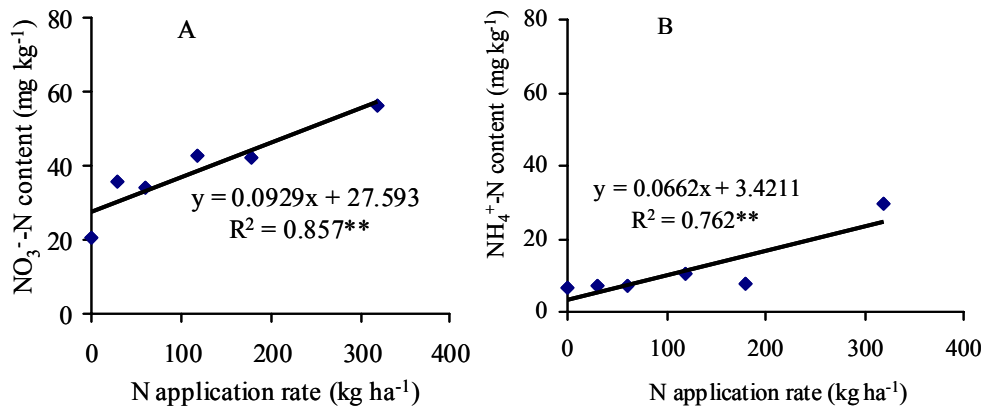 A
80
60
40
20
0
0 100 200 300 400
NO₃⁻-N content (mg kg⁻¹)
y = 0.0929x + 27.593
R² = 0.857**
N application rate (kg ha⁻¹)
B
80
60
40
20
0
0 100 200 300 400
NH₄⁺-N content (mg kg⁻¹)
y = 0.0662x + 3.4211
R² = 0.762**
N application rate (kg ha⁻¹)